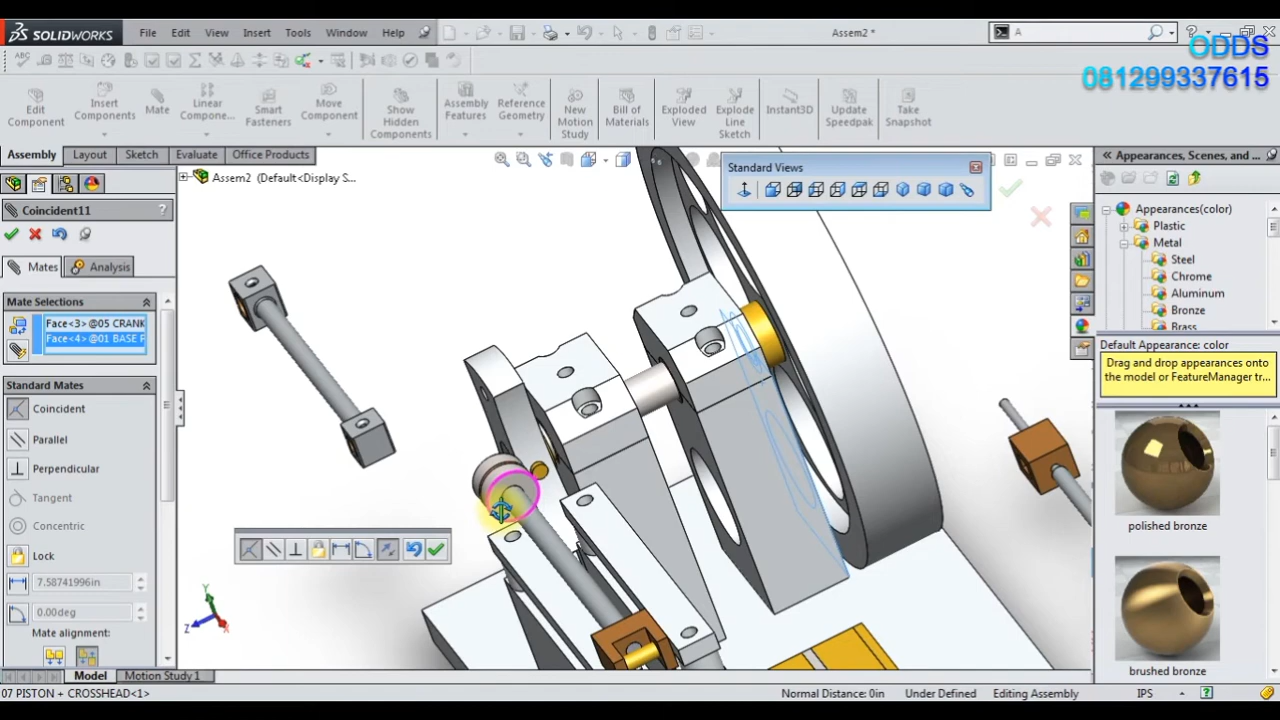 SOLIDWORKS File Edit View Insert Tools Window Help Assem2 * A ?
ODDS
081299337615
Edit Component
Insert Components
Mate
Linear Compone...
Smart Fasteners
Move Component
Show Hidden Components
Assembly Features
Reference Geometry
New Motion Study
Bill of Materials
Exploded View
Explode Line Sketch
Instant3D
Update Speedpak
Take Snapshot
Assembly Layout Sketch Evaluate Office Products
Standard Views
Appearances, Scenes, and...
Assem2 (Default<Display S...
Coincident11 ?
Mates Analysis
Mate Selections
Face<3> @05 CRANK
Face<4> @01 BASE P
Standard Mates
Coincident
Parallel
Perpendicular
Tangent
Concentric
Lock
7.58741996in
0.00deg
Mate alignment:
Y
Z
X
Appearances(color)
Plastic
Metal
Steel
Chrome
Aluminum
Bronze
Brass
Default Appearance: color
Drag and drop appearances onto
the model or FeatureManager tr...
polished bronze
brushed bronze
Model Motion Study 1
07 PISTON + CROSSHEAD<1> Normal Distance: 0in Under Defined Editing Assembly IPS ?